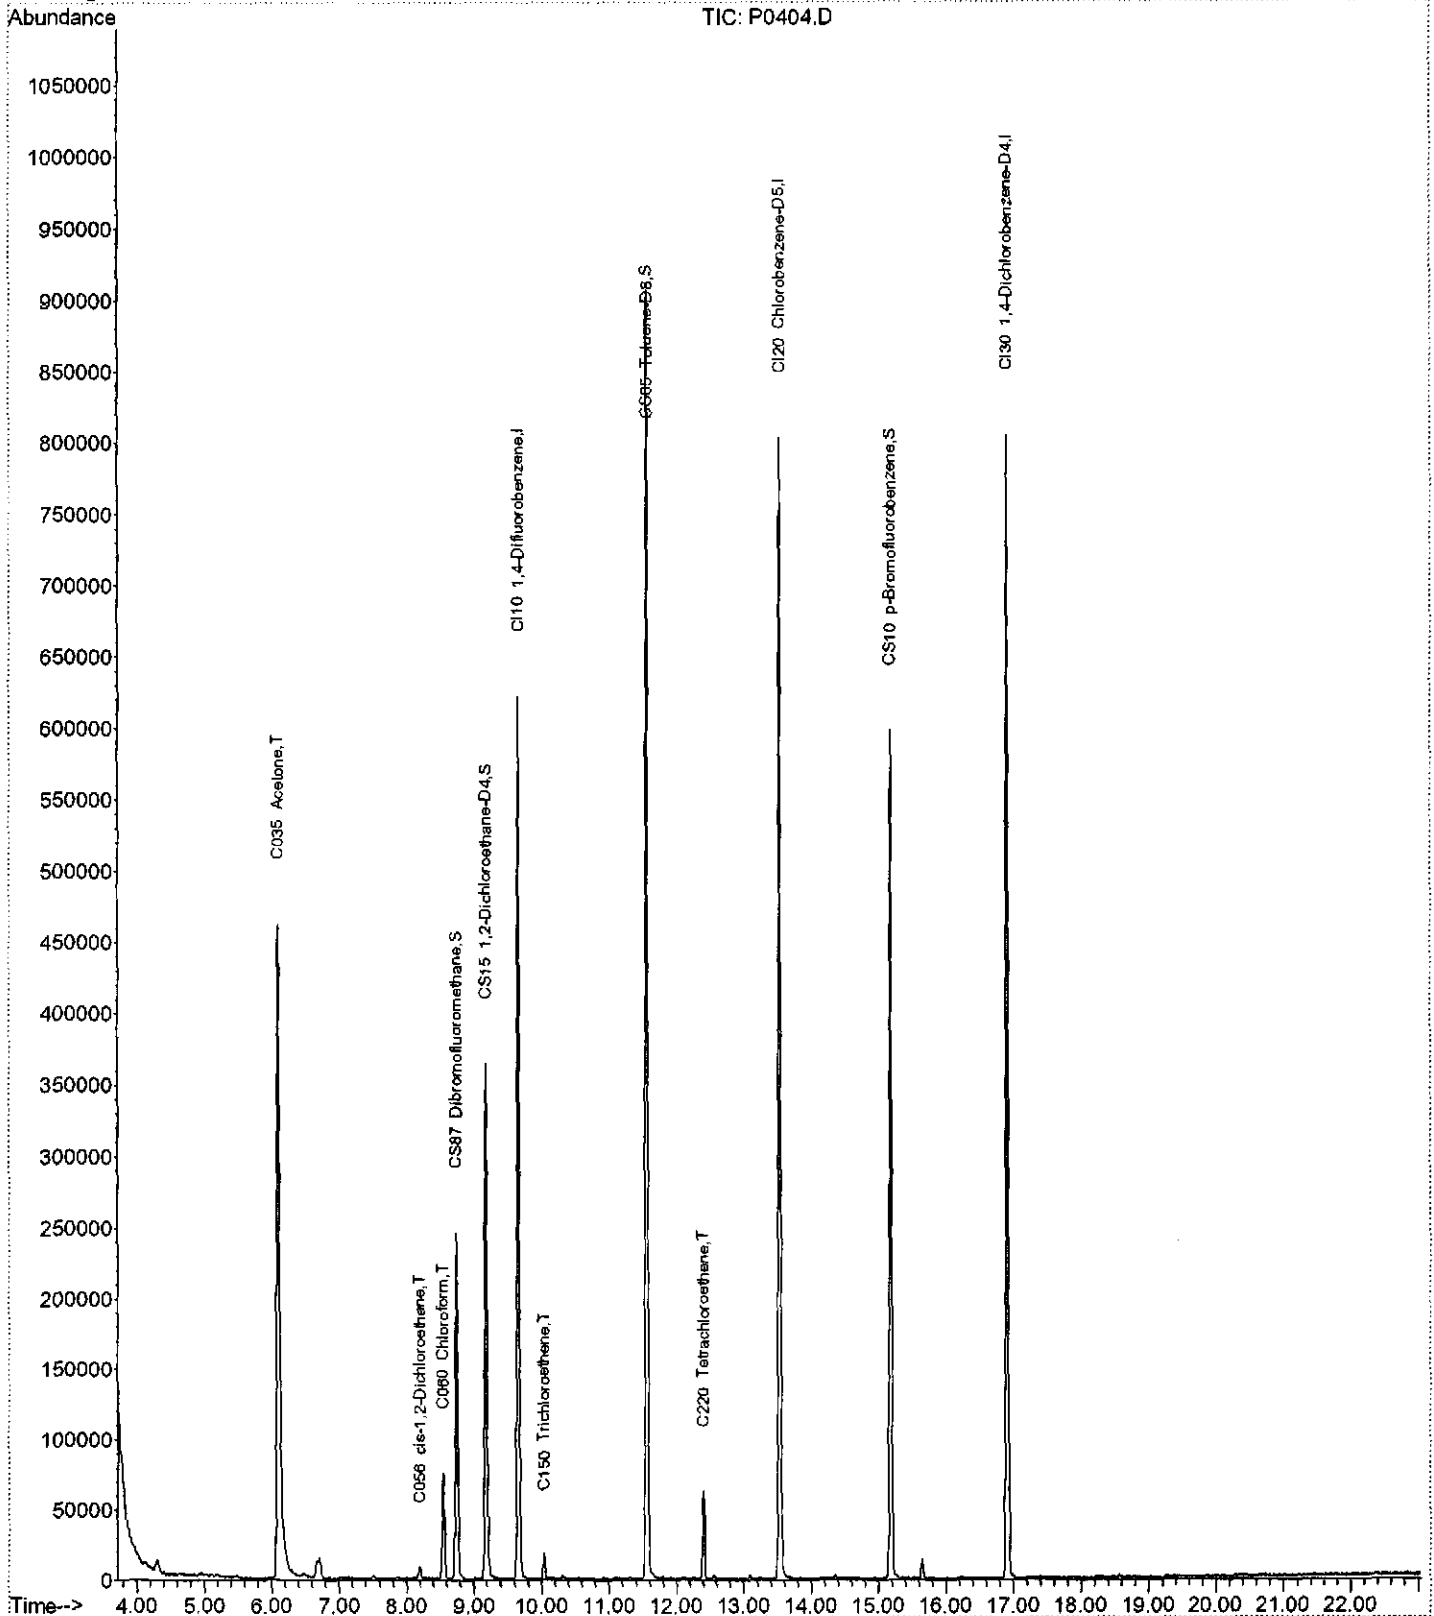 Abundance
TIC: P0404.D
1050000
1000000
950000
900000
850000
800000
750000
700000
650000
600000
550000
500000
450000
400000
350000
300000
250000
200000
150000
100000
50000
0
C035 Acetone,T
C056 cis-1,2-Dichloroethene,T
C060 Chloroform,T
CS87 Dibromofluoromethane,S
CS15 1,2-Dichloroethane-D4,S
CI10 1,4-Difluorobenzene,I
C150 Trichloroethene,T
CS05 Toluene-D8,S
C220 Tetrachloroethene,T
CI20 Chlorobenzene-D5,I
CS10 p-Bromofluorobenzene,S
CI30 1,4-Dichlorobenzene-D4,I
Time--> 4.00 5.00 6.00 7.00 8.00 9.00 10.00 11.00 12.00 13.00 14.00 15.00 16.00 17.00 18.00 19.00 20.00 21.00 22.00